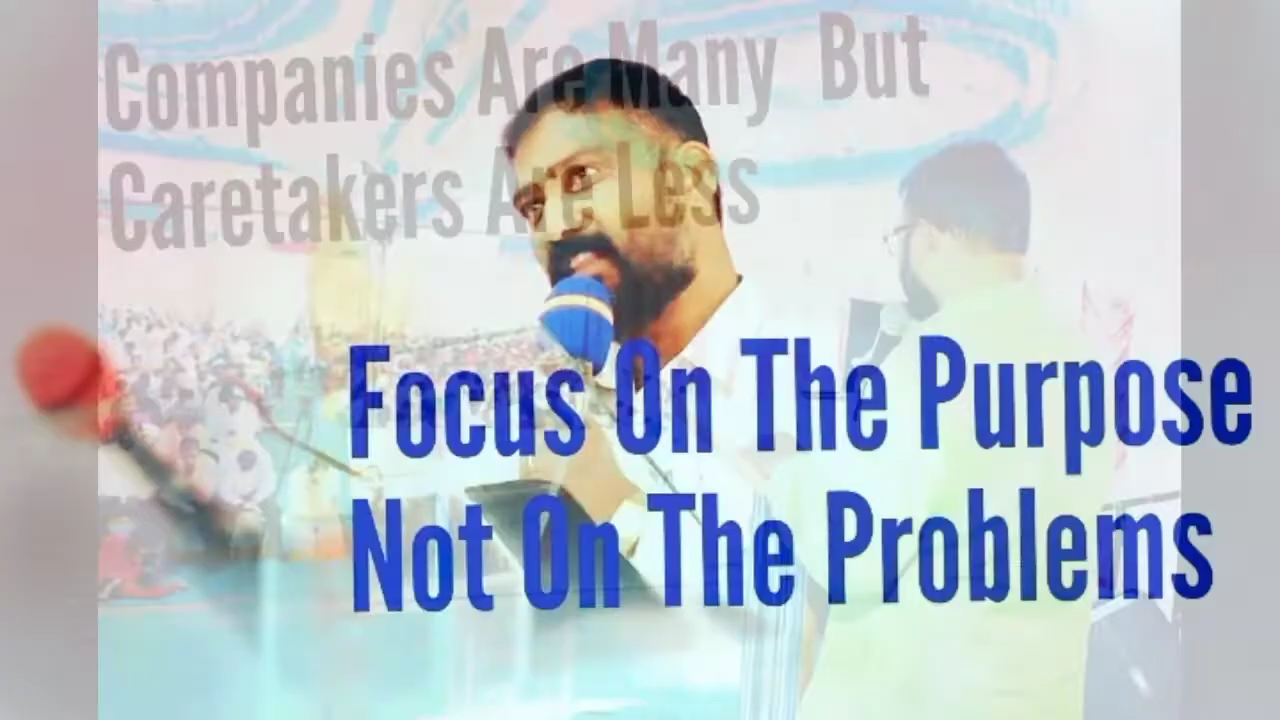 Companies Are Many But
Caretakers Are Less
Focus On The Purpose
Not On The Problems